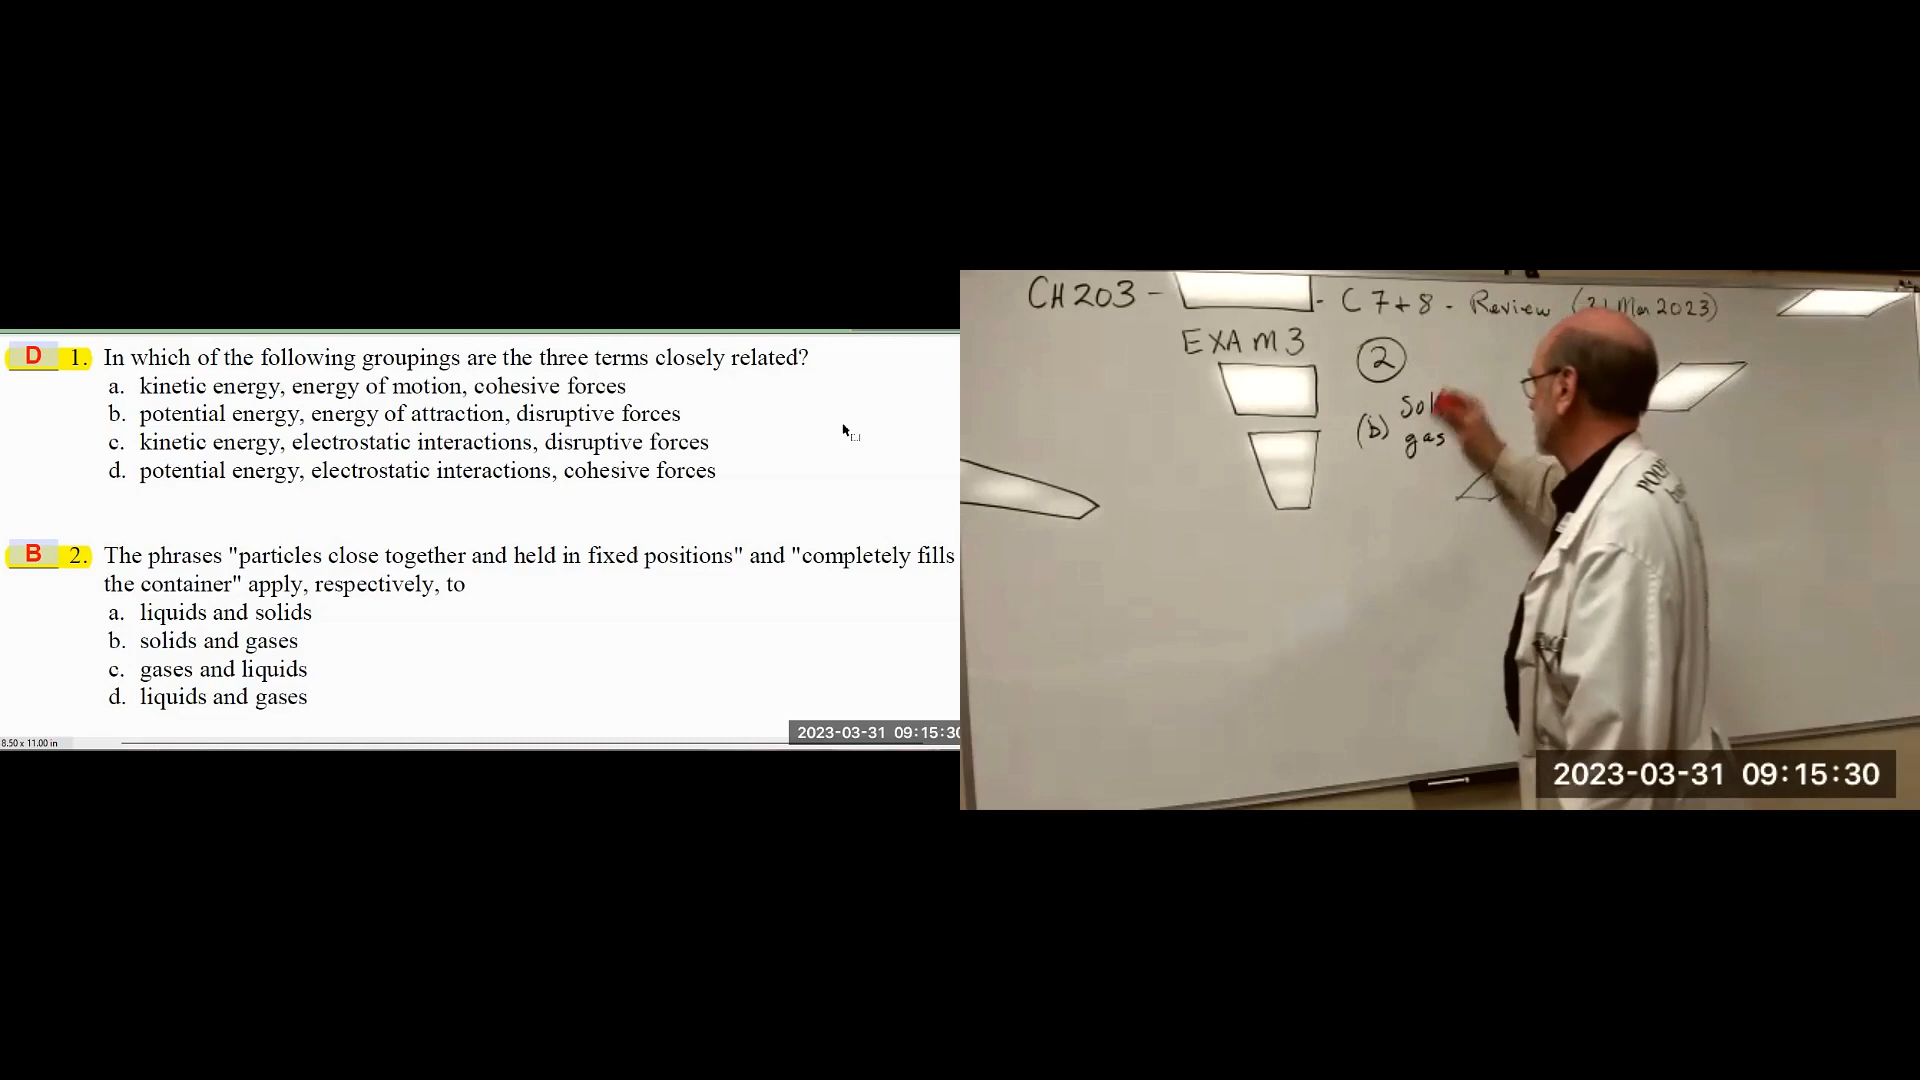 D 1. In which of the following groupings are the three terms closely related?
a. kinetic energy, energy of motion, cohesive forces
b. potential energy, energy of attraction, disruptive forces
c. kinetic energy, electrostatic interactions, disruptive forces
d. potential energy, electrostatic interactions, cohesive forces
B 2. The phrases "particles close together and held in fixed positions" and "completely fills
the container" apply, respectively, to
a. liquids and solids
b. solids and gases
c. gases and liquids
d. liquids and gases
2023-03-31 09:15:30
8.50 x 11.00 in
CH203 - - C 7+8 - Review (31 Mar 2023)
EXAM 3
2
(b) Sol
gas
2023-03-31 09:15:30